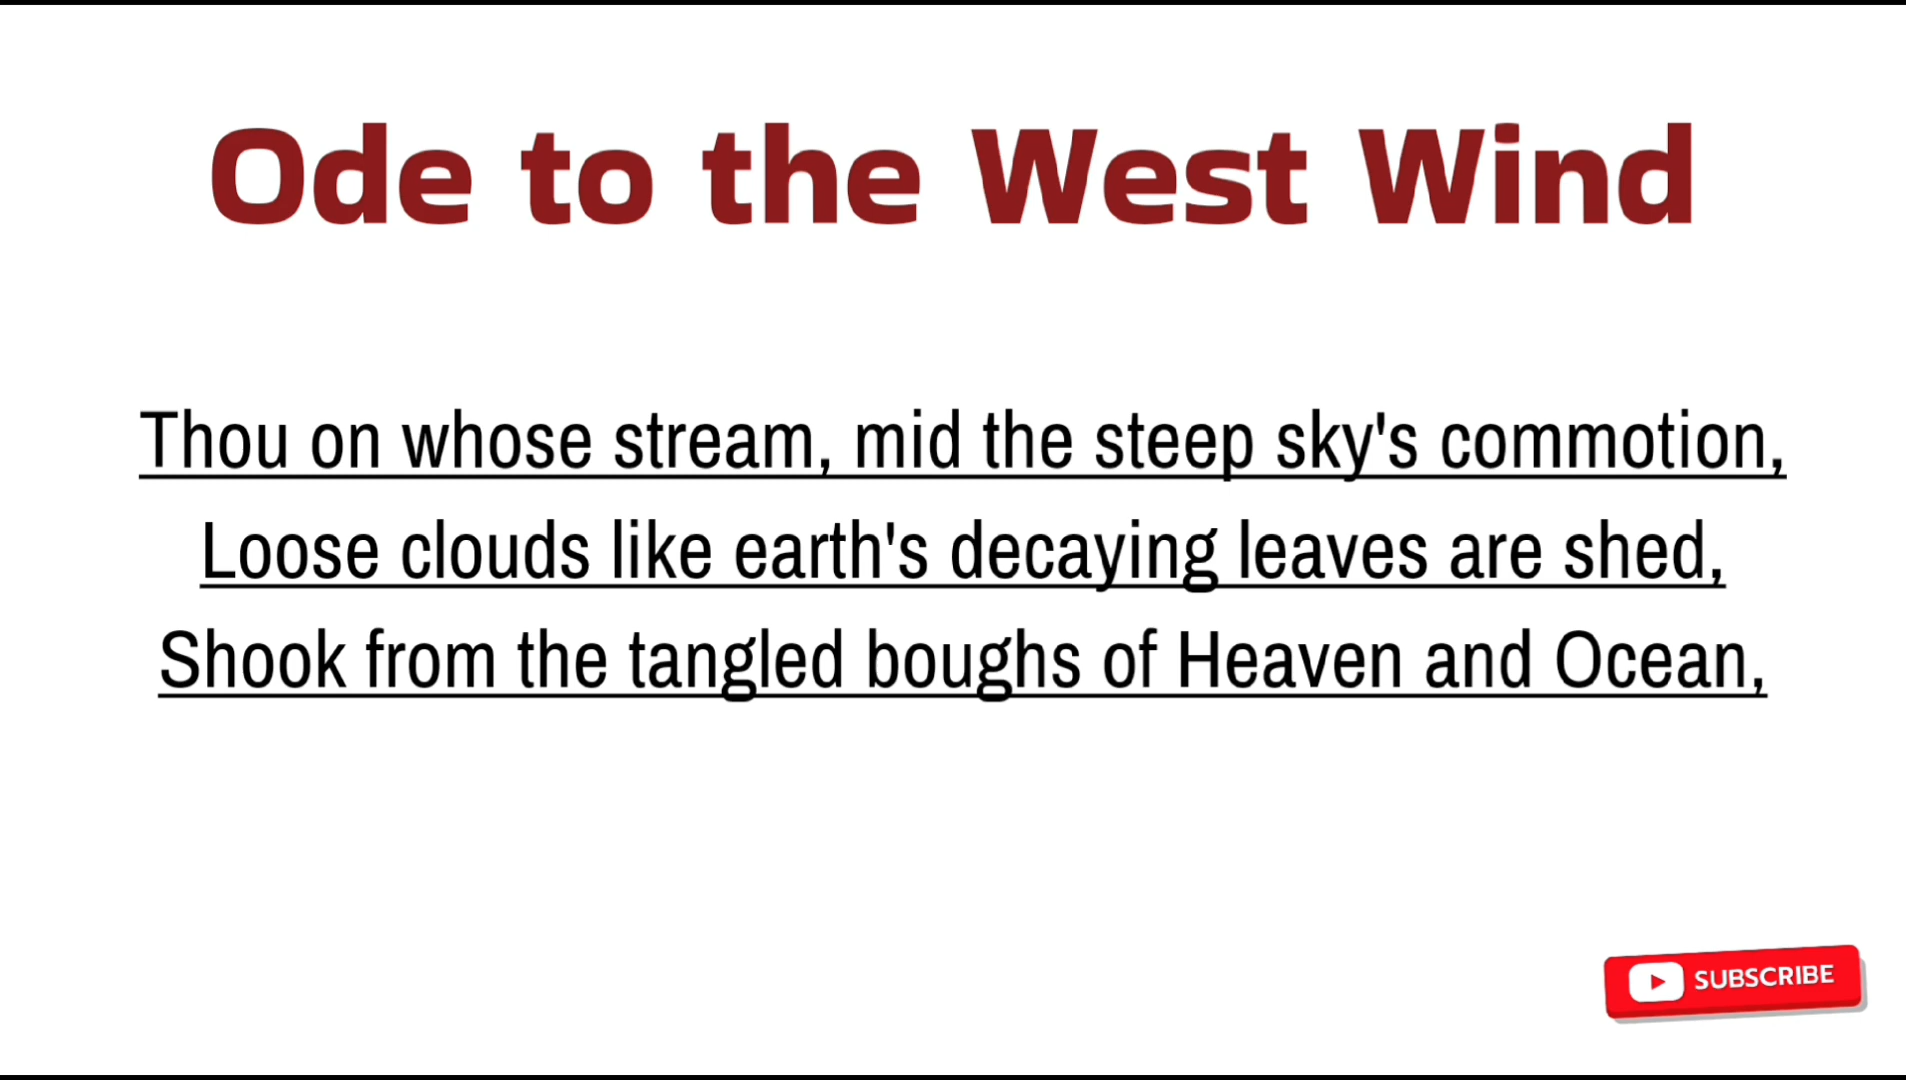 Ode to the West Wind
Thou on whose stream, mid the steep sky's commotion,
Loose clouds like earth's decaying leaves are shed,
Shook from the tangled boughs of Heaven and Ocean,
SUBSCRIBE